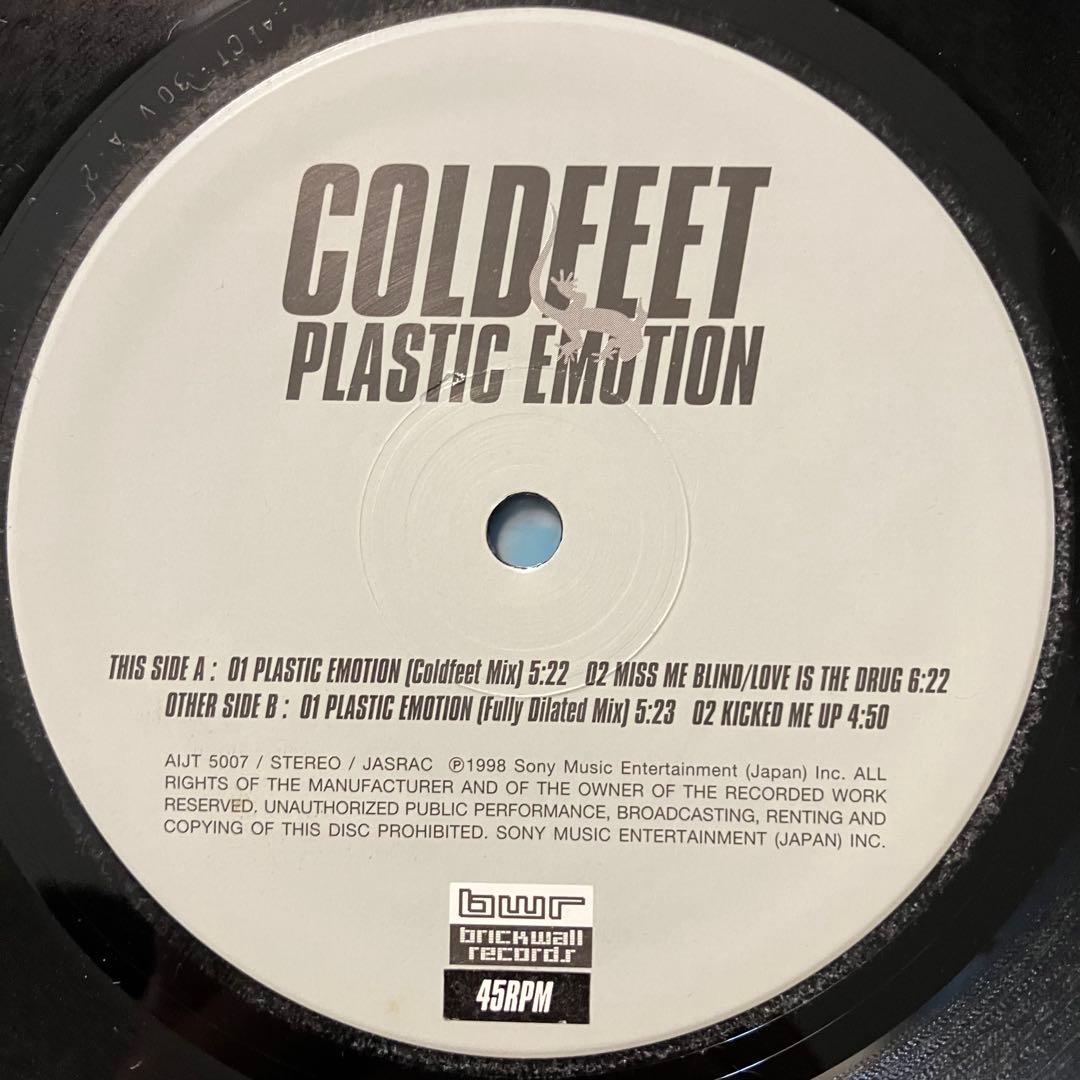 COLDFEET
PLASTIC EMOTION
THIS SIDE A : 01 PLASTIC EMOTION (Coldfeet Mix) 5:22 02 MISS ME BLIND/LOVE IS THE DRUG 6:22
OTHER SIDE B : 01 PLASTIC EMOTION (Fully Dilated Mix) 5:23 02 KICKED ME UP 4:50
AIJT 5007 / STEREO / JASRAC ℗1998 Sony Music Entertainment (Japan) Inc. ALL
RIGHTS OF THE MANUFACTURER AND OF THE OWNER OF THE RECORDED WORK
RESERVED. UNAUTHORIZED PUBLIC PERFORMANCE, BROADCASTING, RENTING AND
COPYING OF THIS DISC PROHIBITED. SONY MUSIC ENTERTAINMENT (JAPAN) INC.
bwr
brickwall
records
45RPM